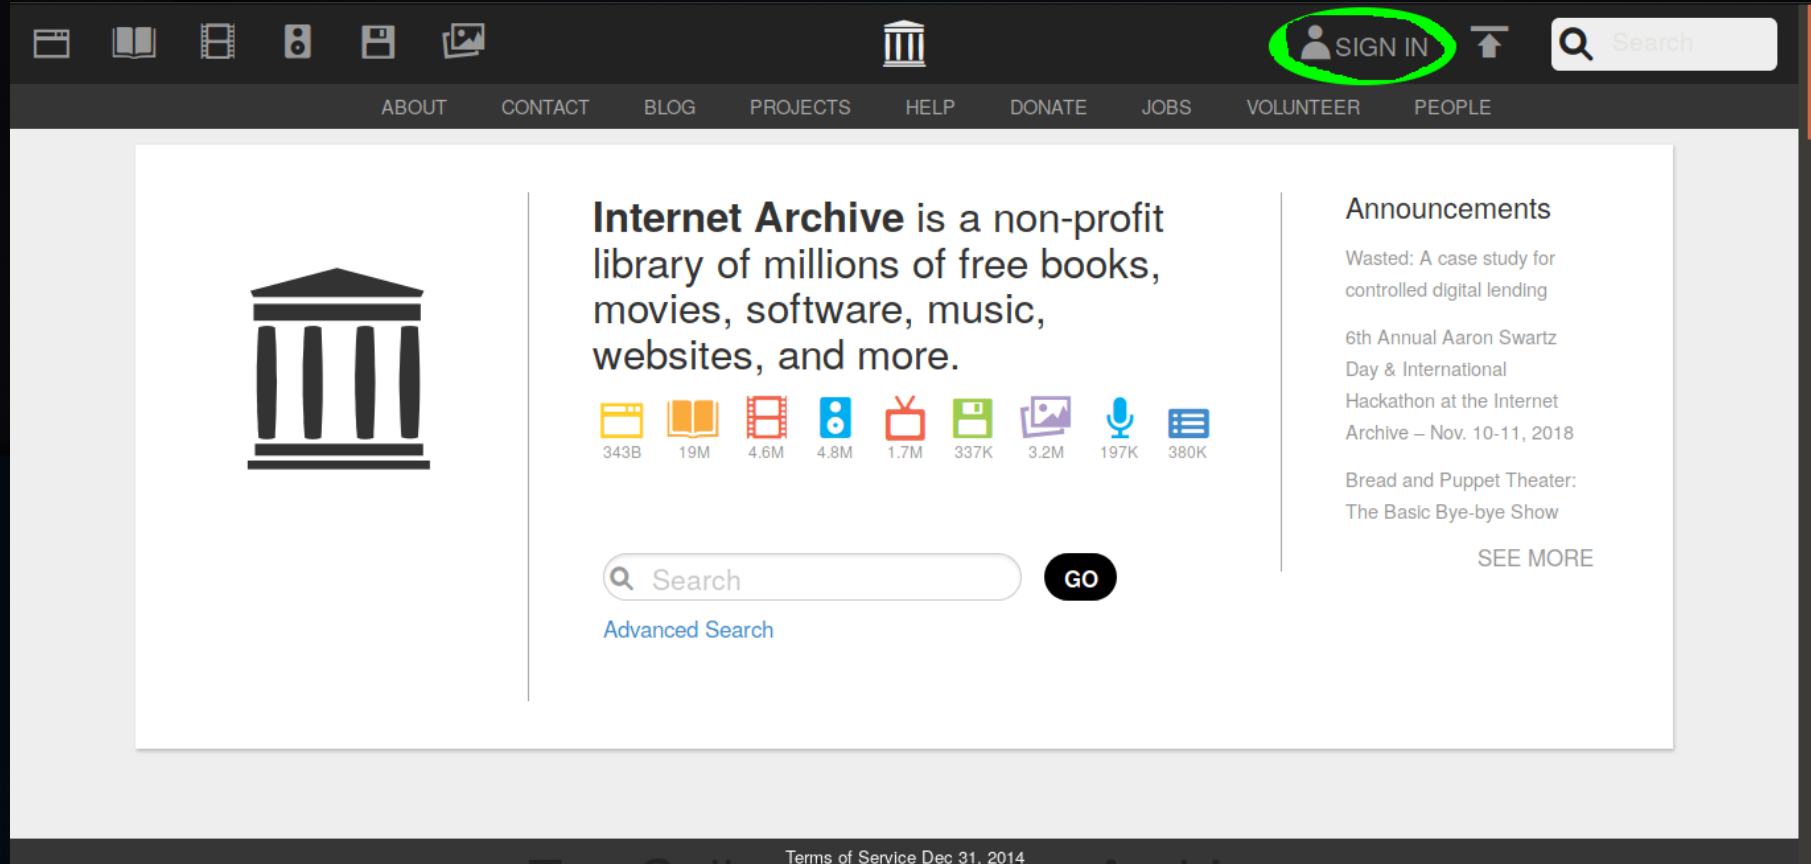 SIGN IN
Search
ABOUT CONTACT BLOG PROJECTS HELP DONATE JOBS VOLUNTEER PEOPLE
Internet Archive is a non-profit
library of millions of free books,
movies, software, music,
websites, and more.
343B 19M 4.6M 4.8M 1.7M 337K 3.2M 197K 380K
Search
GO
Advanced Search
Announcements
Wasted: A case study for
controlled digital lending
6th Annual Aaron Swartz
Day & International
Hackathon at the Internet
Archive – Nov. 10-11, 2018
Bread and Puppet Theater:
The Basic Bye-bye Show
SEE MORE
Terms of Service Dec 31, 2014